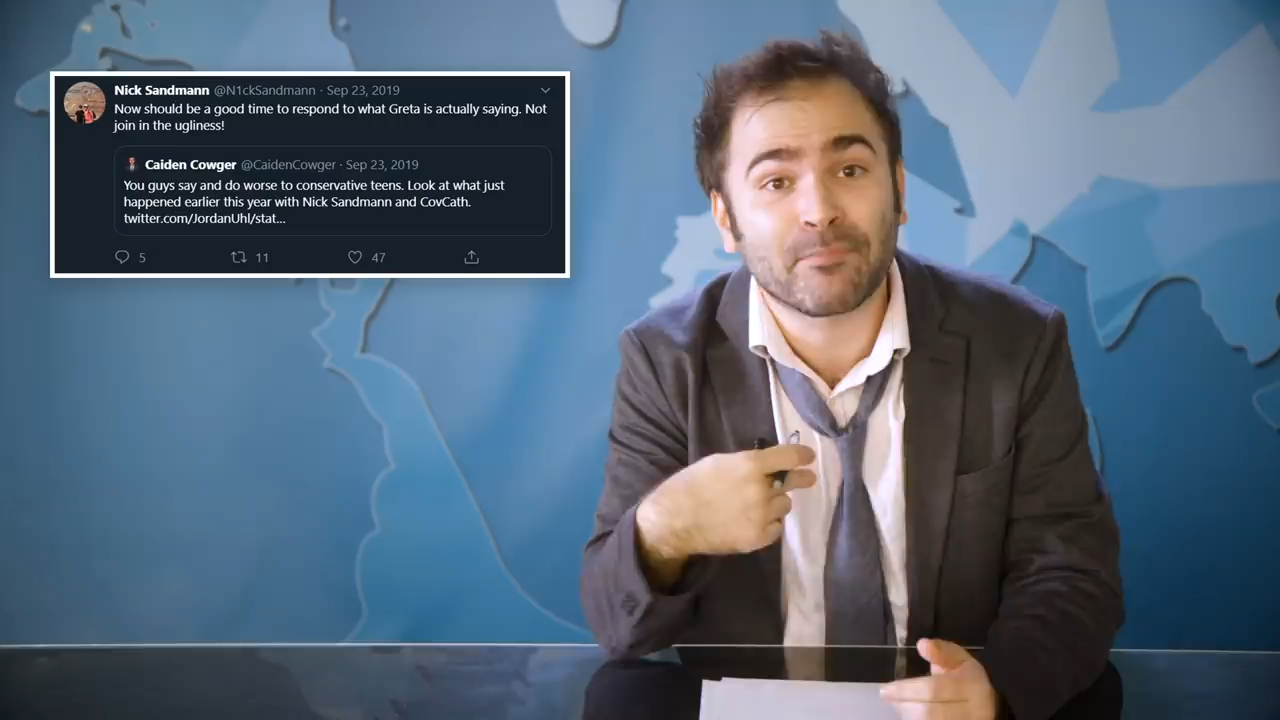 Nick Sandmann @N1ckSandmann · Sep 23, 2019
Now should be a good time to respond to what Greta is actually saying. Not
join in the ugliness!
Caiden Cowger @CaidenCowger · Sep 23, 2019
You guys say and do worse to conservative teens. Look at what just
happened earlier this year with Nick Sandmann and CovCath.
twitter.com/JordanUhl/stat...
5 11 47